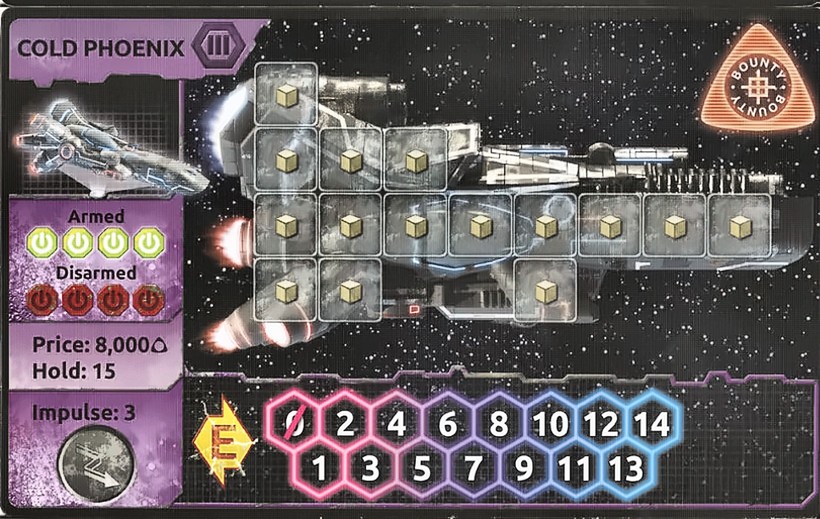 COLD PHOENIX III
BOUNTY
BOUNTY
Armed
Disarmed
Price: 8,000
Hold: 15
Impulse: 3
E
0 2 4 6 8 10 12 14
1 3 5 7 9 11 13